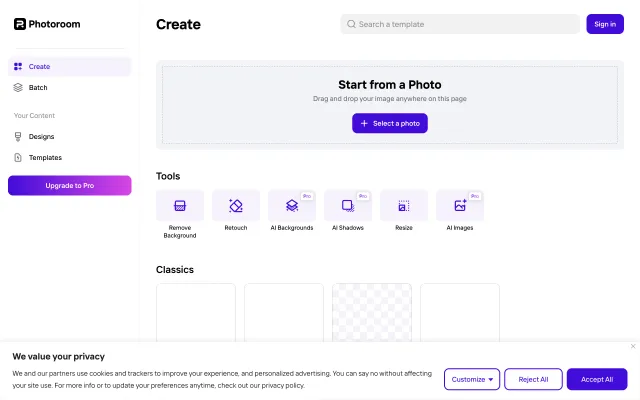 Photoroom
Create
Batch
Your Content
Designs
Templates
Upgrade to Pro
Create
Search a template
Sign in
Start from a Photo
Drag and drop your image anywhere on this page
Select a photo
Tools
Remove
Background
Retouch
Pro
AI Backgrounds
Pro
AI Shadows
Resize
Pro
AI Images
Classics
We value your privacy
We and our partners use cookies and trackers to improve your experience, and personalized advertising. You can say no without affecting
your site use. For more info or to update your preferences anytime, check out our privacy policy.
Customize
Reject All
Accept All